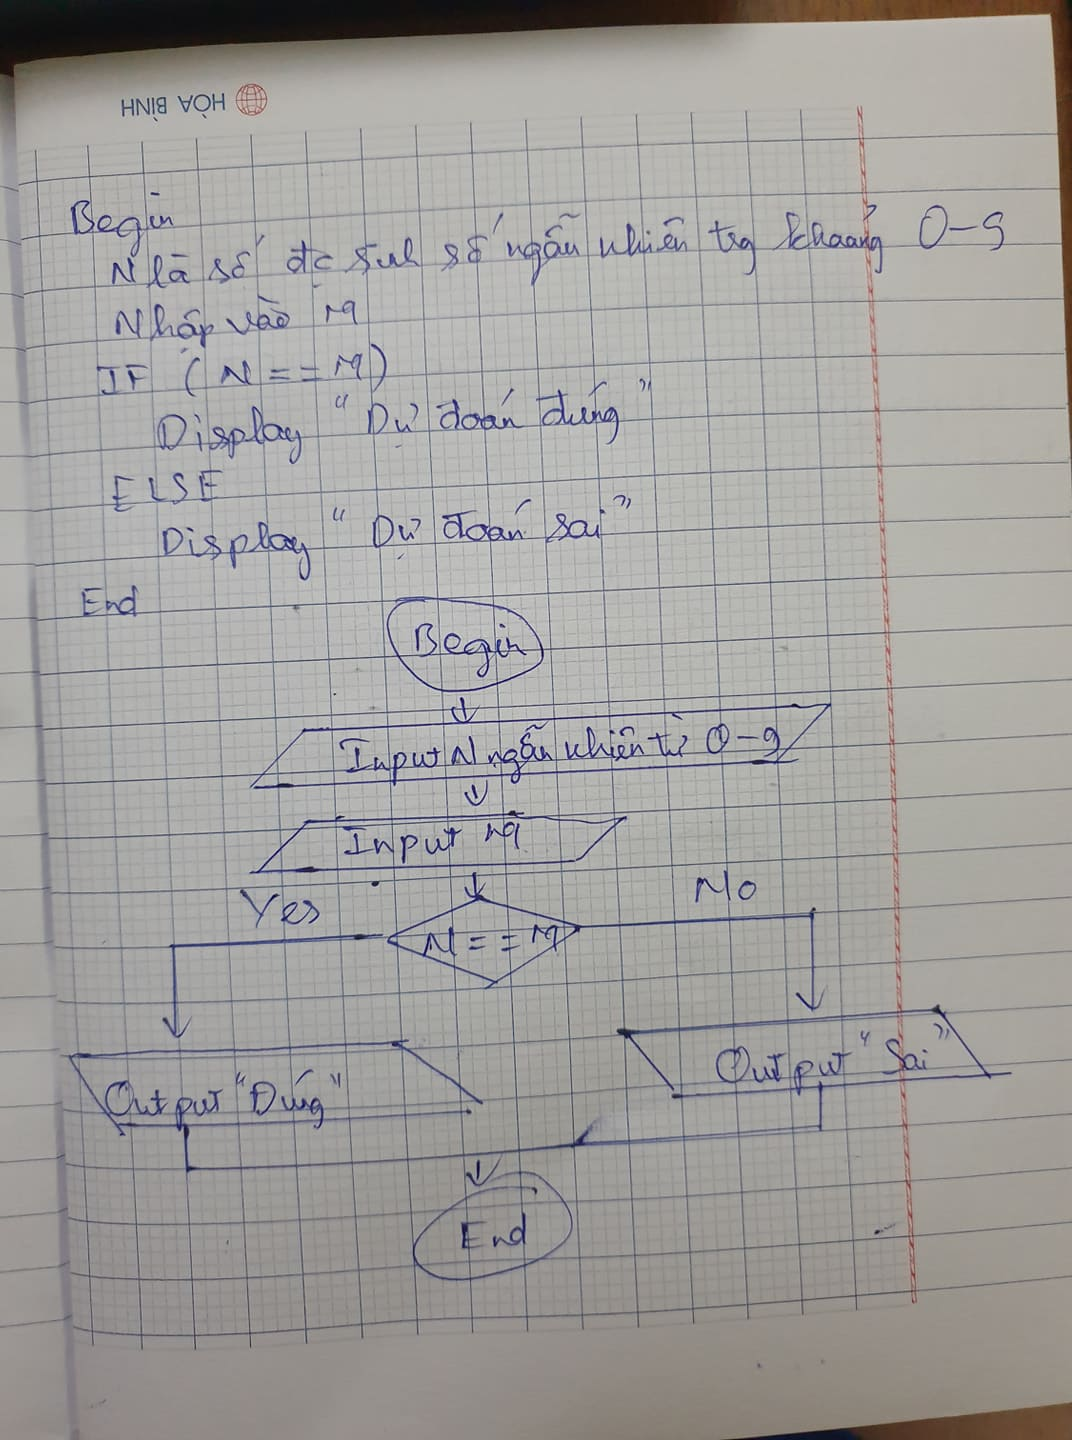 HÒA BÌNH
Begin
N là số đc sinh số ngẫu nhiên trg khoảng 0-9
Nhập vào M
IF (N == M)
Display "Dự đoán đúng"
ELSE
Display "Dự đoán sai"
End
Begin
Input N ngẫu nhiên từ 0-9
Input M
Yes
No
N == M
Output "Đúng"
Output "Sai"
End